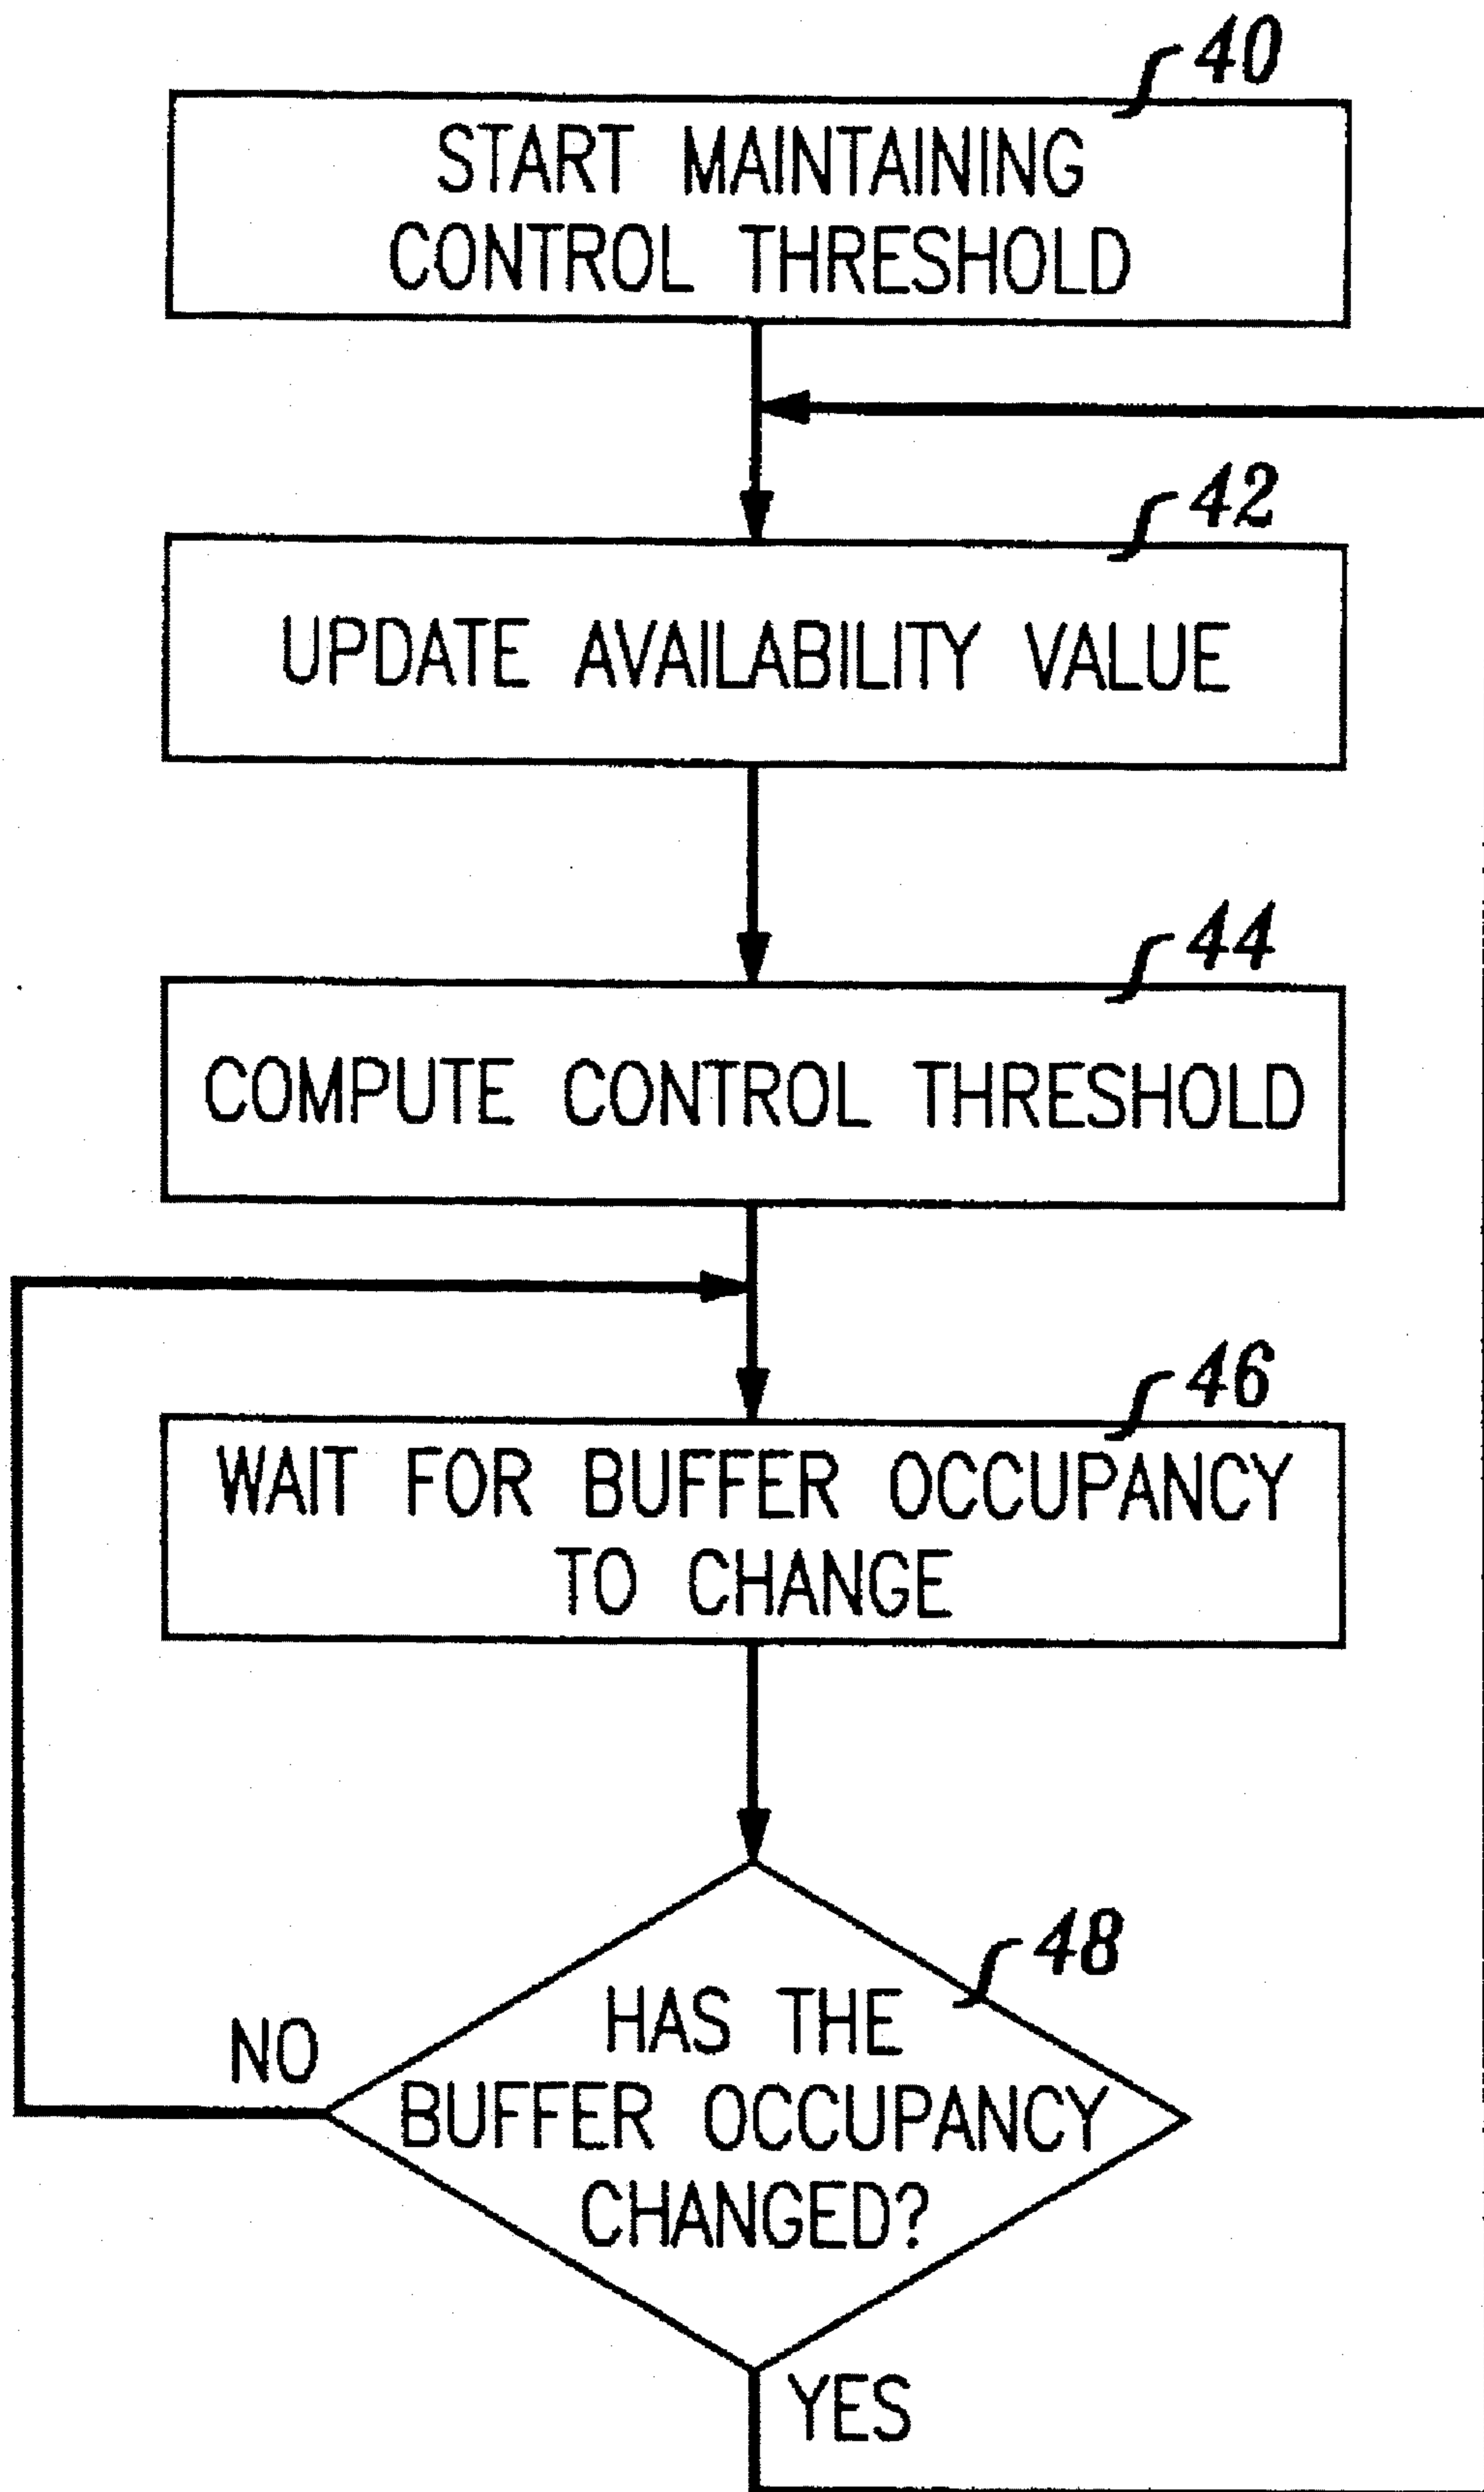 40
START MAINTAINING
CONTROL THRESHOLD
42
UPDATE AVAILABILITY VALUE
44
COMPUTE CONTROL THRESHOLD
46
WAIT FOR BUFFER OCCUPANCY
TO CHANGE
48
HAS THE
NO
BUFFER OCCUPANCY
CHANGED?
YES